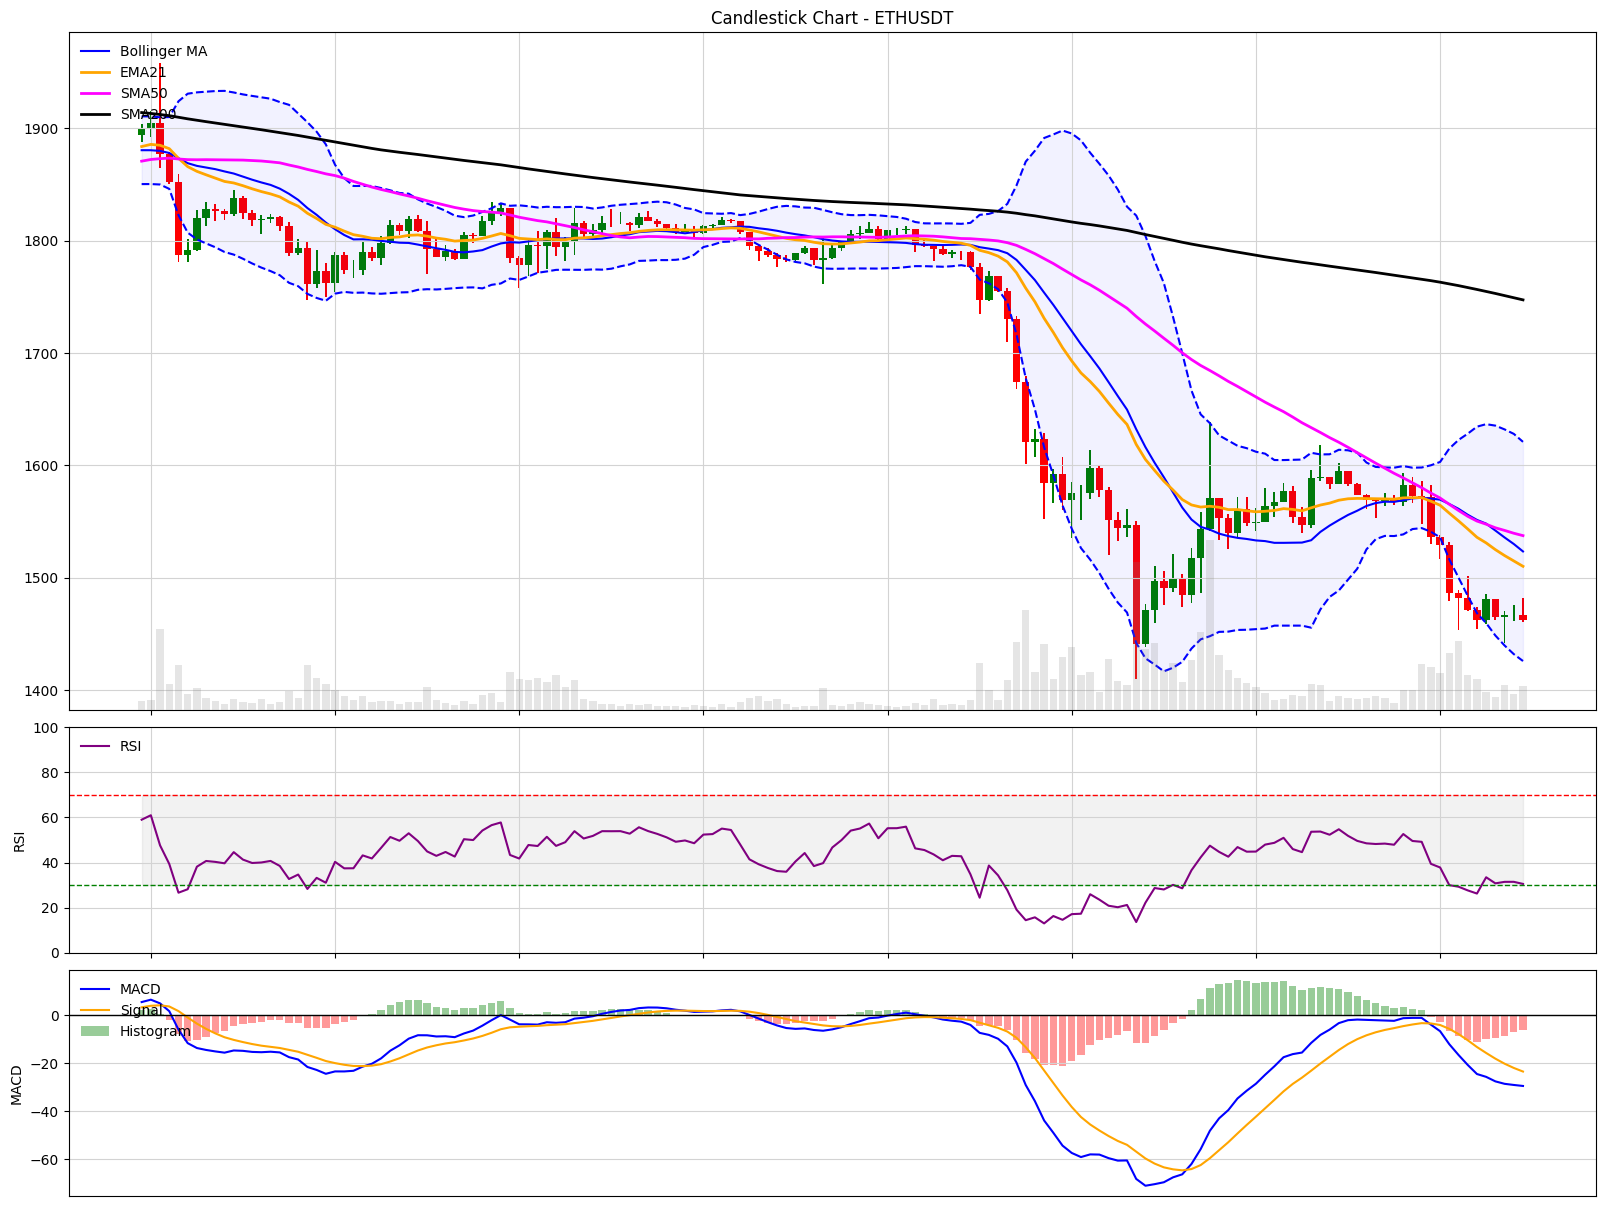 Candlestick Chart - ETHUSDT
Bollinger MA
EMA21
SMA50
SMA200
1900
1800
1700
1600
1500
1400
100
RSI
80
60
RSI
40
20
0
MACD
0
Signal
Histogram
−20
MACD
−40
−60